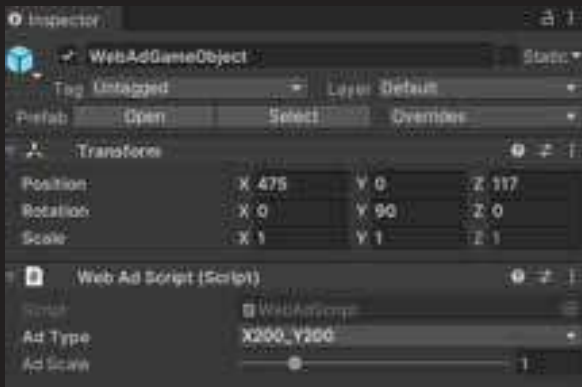 Inspector
WebAdGameObject Static
Tag Untagged Layer Default
Prefab Open Select Overrides
Transform
Position X 475 Y 0 Z 117
Rotation X 0 Y 90 Z 0
Scale X 1 Y 1 Z 1
Web Ad Script (Script)
Script WebAdScript
Ad Type X200_Y200
Ad Scale 1